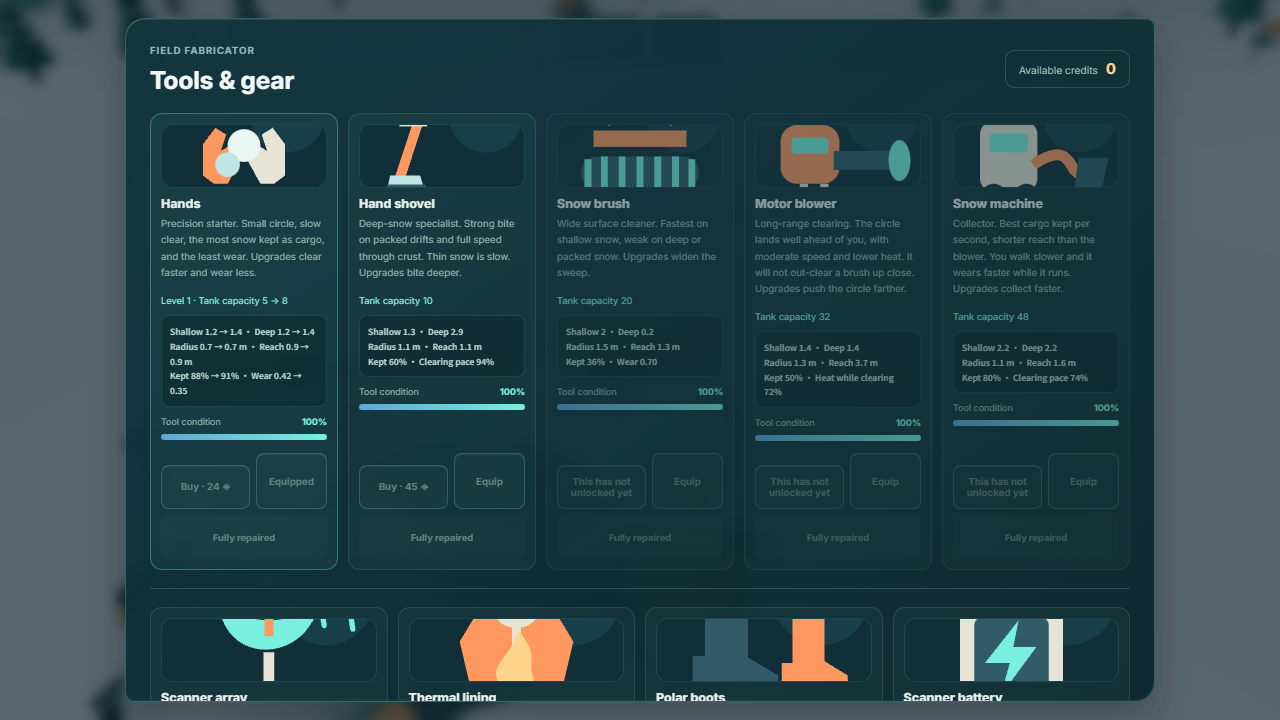 FIELD FABRICATOR
Tools & gear
Available credits 0
Hands
Precision starter. Small circle, slow
clear, the most snow kept as cargo,
and the least wear. Upgrades clear
faster and wear less.
Level 1 · Tank capacity 5 → 8
Shallow 1.2 → 1.4 • Deep 1.2 → 1.4
Radius 0.7 → 0.7 m • Reach 0.9 →
0.9 m
Kept 88% → 91% • Wear 0.42 →
0.35
Tool condition 100%
Buy · 24
Equipped
Fully repaired
Hand shovel
Deep-snow specialist. Strong bite
on packed drifts and full speed
through crust. Thin snow is slow.
Upgrades bite deeper.
Tank capacity 10
Shallow 1.3 • Deep 2.9
Radius 1.1 m • Reach 1.1 m
Kept 60% • Clearing pace 94%
Tool condition 100%
Buy · 45
Equip
Fully repaired
Snow brush
Wide surface cleaner. Fastest on
shallow snow, weak on deep or
packed snow. Upgrades widen the
sweep.
Tank capacity 20
Shallow 2 • Deep 0.2
Radius 1.5 m • Reach 1.3 m
Kept 36% • Wear 0.70
Tool condition 100%
This has not
unlocked yet
Equip
Fully repaired
Motor blower
Long-range clearing. The circle
lands well ahead of you, with
moderate speed and lower heat. It
will not out-clear a brush up close.
Upgrades push the circle farther.
Tank capacity 32
Shallow 1.4 • Deep 1.4
Radius 1.3 m • Reach 3.7 m
Kept 50% • Heat while clearing
72%
Tool condition 100%
This has not
unlocked yet
Equip
Fully repaired
Snow machine
Collector. Best cargo kept per
second, shorter reach than the
blower. You walk slower and it
wears faster while it runs.
Upgrades collect faster.
Tank capacity 48
Shallow 2.2 • Deep 2.2
Radius 1.1 m • Reach 1.6 m
Kept 80% • Clearing pace 74%
Tool condition 100%
This has not
unlocked yet
Equip
Fully repaired
Scanner array
Thermal lining
Polar boots
Scanner battery